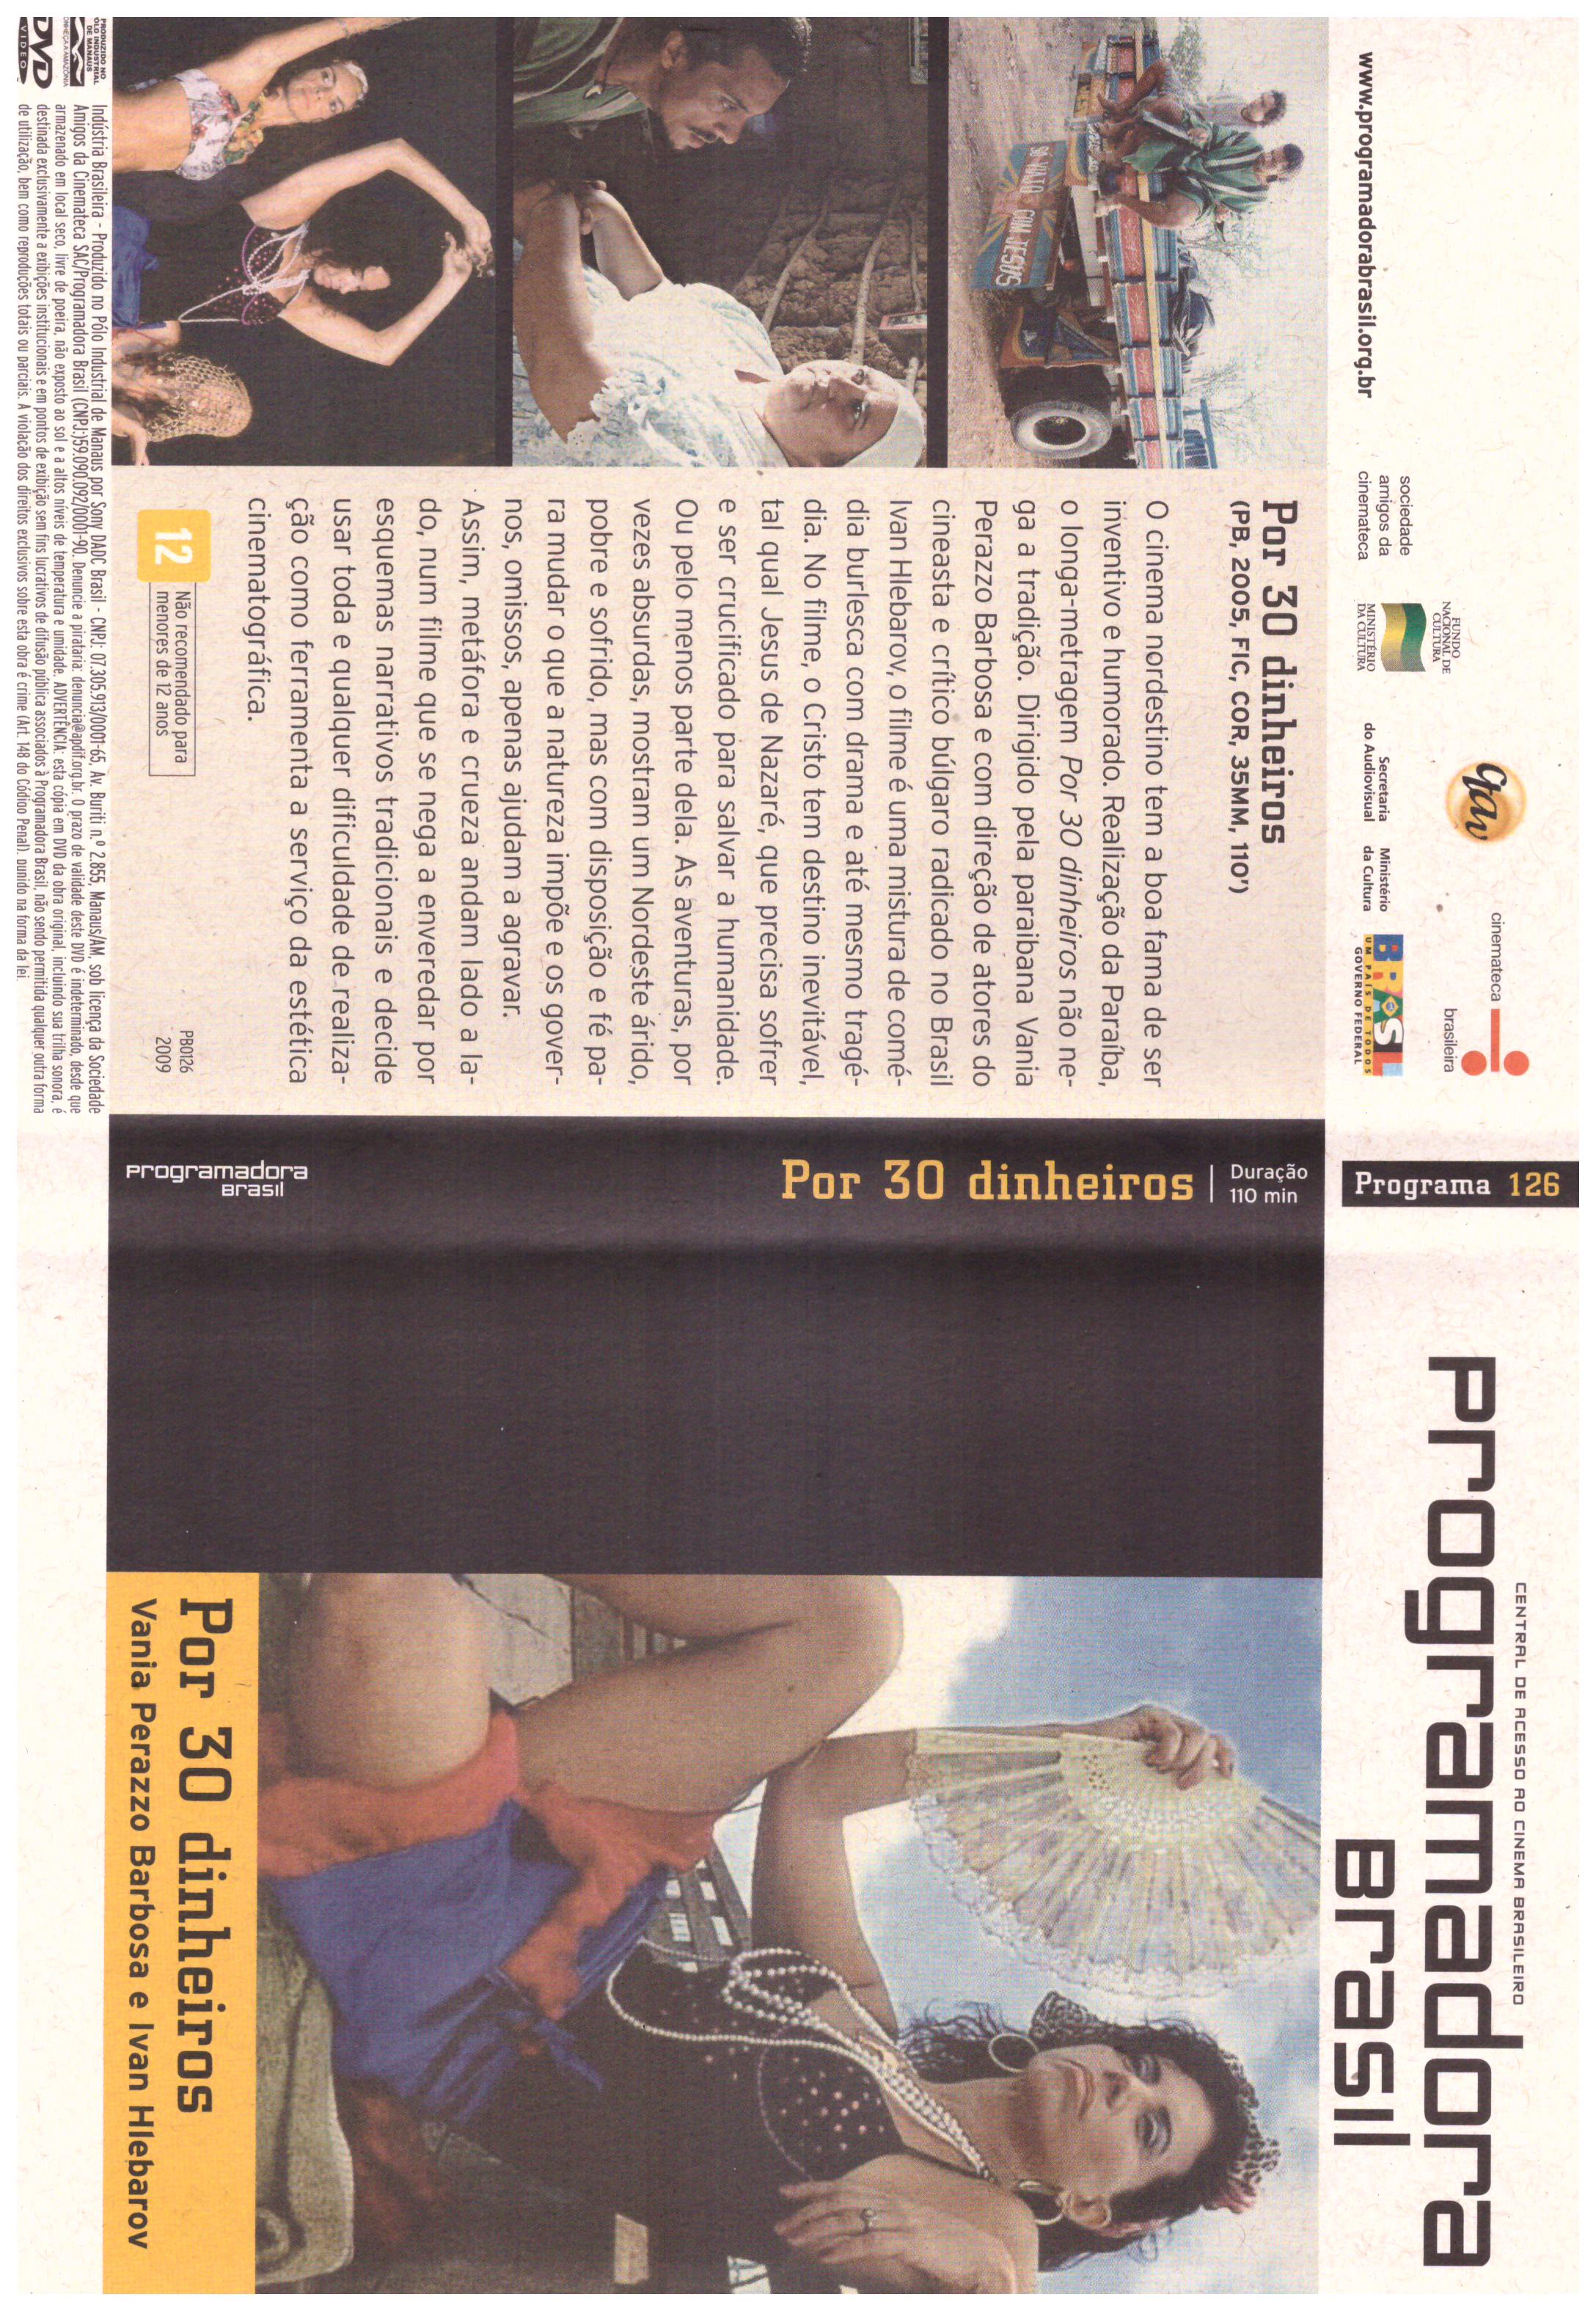 www.programadorabrasil.org.br
sociedade
amigos da
cinemateca
FUNDO
NACIONAL DE
CULTURA
MINISTÉRIO
DA CULTURA
ctav
Secretaria
do Audiovisual
Ministério
da Cultura
cinemateca
brasileira
BRASIL
UM PAÍS DE TODOS
GOVERNO FEDERAL
SÓ VIAJO COM JESUS
Por 30 dinheiros
(PB, 2005, FIC, COR, 35MM, 110')
O cinema nordestino tem a boa fama de ser
inventivo e humorado. Realização da Paraíba,
o longa-metragem Por 30 dinheiros não ne-
ga a tradição. Dirigido pela paraibana Vania
Perazzo Barbosa e com direção de atores do
cineasta e crítico búlgaro radicado no Brasil
Ivan Hlebarov, o filme é uma mistura de comé-
dia burlesca com drama e até mesmo tragé-
dia. No filme, o Cristo tem destino inevitável,
tal qual Jesus de Nazaré, que precisa sofrer
e ser crucificado para salvar a humanidade.
Ou pelo menos parte dela. As aventuras, por
vezes absurdas, mostram um Nordeste árido,
pobre e sofrido, mas com disposição e fé pa-
ra mudar o que a natureza impõe e os gover-
nos, omissos, apenas ajudam a agravar.
Assim, metáfora e crueza andam lado a la-
do, num filme que se nega a enveredar por
esquemas narrativos tradicionais e decide
usar toda e qualquer dificuldade de realiza-
ção como ferramenta a serviço da estética
cinematográfica.
12
Não recomendado para
menores de 12 anos
PB0126
2009
PRODUZIDO NO
PÓLO INDUSTRIAL
DE MANAUS
CONHEÇA A AMAZÔNIA
DVD
VIDEO
Indústria Brasileira - Produzido no Pólo Industrial de Manaus por Sony DADC Brasil - CNPJ: 07.305.913/0001-65, Av. Buriti n.º 2.855, Manaus/AM, sob licença da Sociedade
Amigos da Cinemateca SAC/Programadora Brasil (CNPJ:)59.090.092/0001-90. Denuncie a pirataria: denuncia@apdif.org.br. O prazo de validade deste DVD é indeterminado, desde que
armazenado em local seco, livre de poeira, não exposto ao sol e a altos níveis de temperatura e umidade. ADVERTÊNCIA: esta cópia em DVD da obra original, incluindo sua trilha sonora, é
destinada exclusivamente a exibições institucionais e em pontos de exibição sem fins lucrativos de difusão pública associados à Programadora Brasil, não sendo permitida qualquer outra forma
de utilização, bem como reproduções totais ou parciais. A violação dos direitos exclusivos sobre esta obra é crime (Art. 148 do Código Penal), punido na forma da lei.
Programa 126
Duração
110 min
Por 30 dinheiros
programadora
Brasil
CENTRAL DE ACESSO AO CINEMA BRASILEIRO
programadora
Brasil
Por 30 dinheiros
Vania Perazzo Barbosa e Ivan Hlebarov